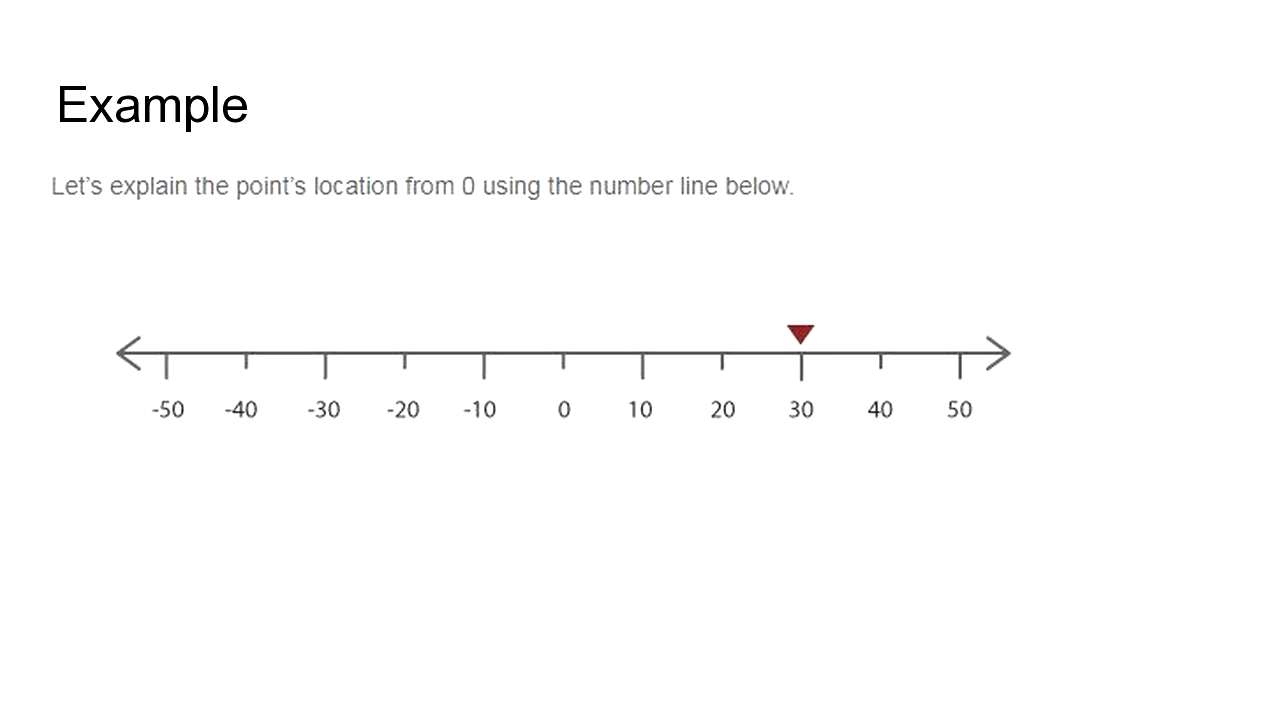 Example
Let’s explain the point’s location from 0 using the number line below.
-50 -40 -30 -20 -10 0 10 20 30 40 50